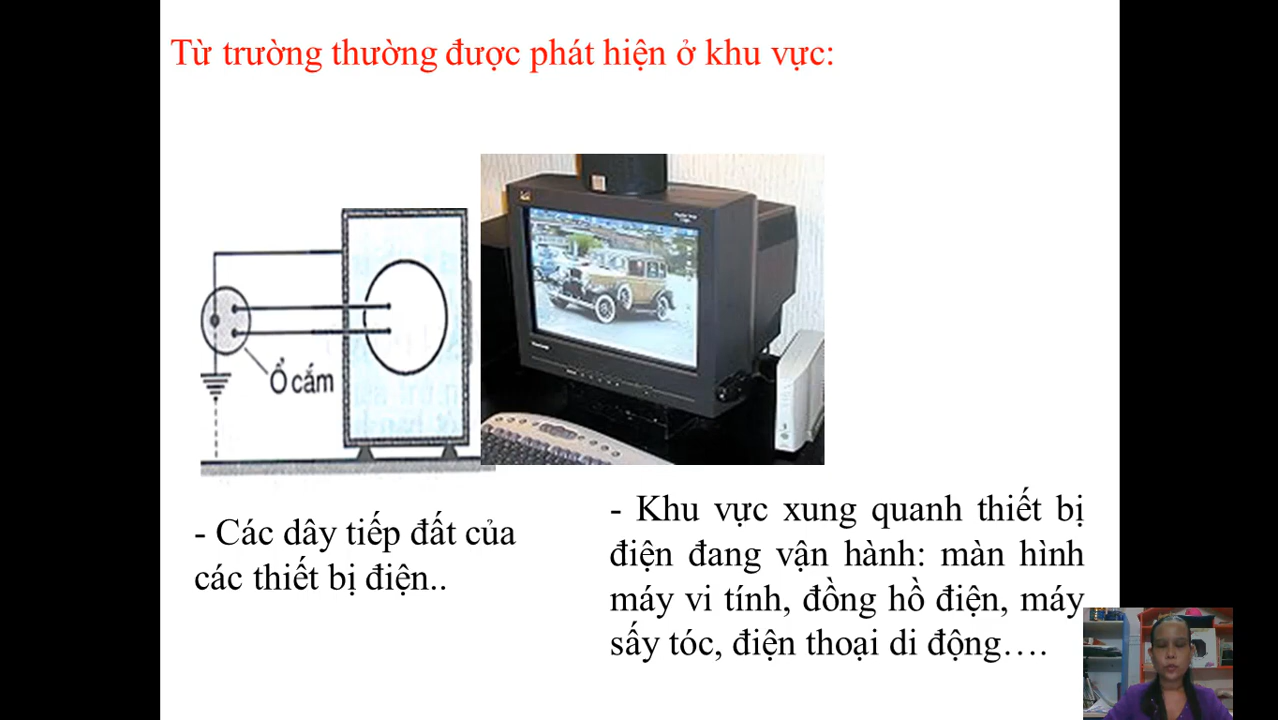 Từ trường thường được phát hiện ở khu vực:
Ổ cắm
- Các dây tiếp đất của
các thiết bị điện..
- Khu vực xung quanh thiết bị
điện đang vận hành: màn hình
máy vi tính, đồng hồ điện, máy
sấy tóc, điện thoại di động….